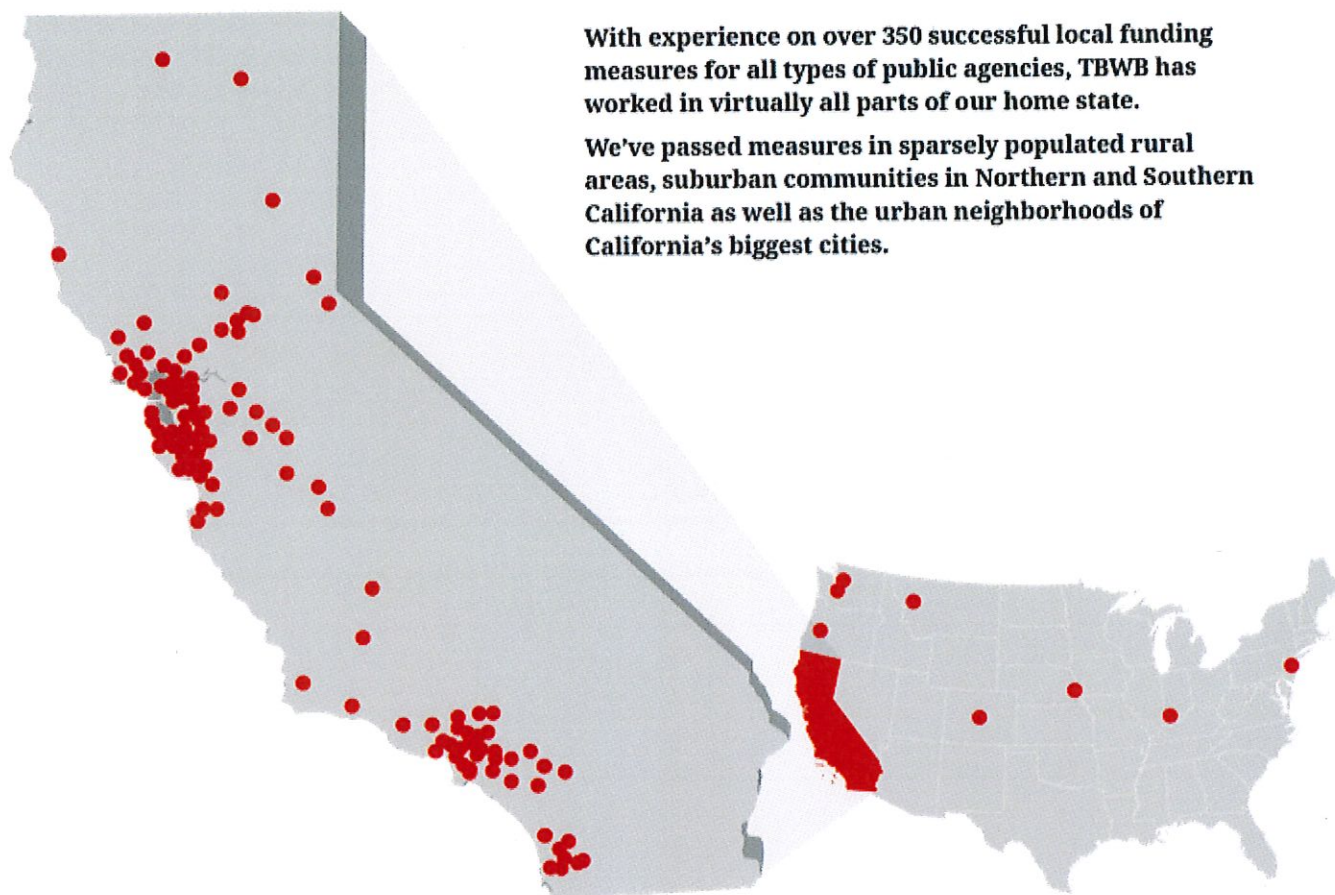 With experience on over 350 successful local funding
measures for all types of public agencies, TBWB has
worked in virtually all parts of our home state.
We've passed measures in sparsely populated rural
areas, suburban communities in Northern and Southern
California as well as the urban neighborhoods of
California's biggest cities.